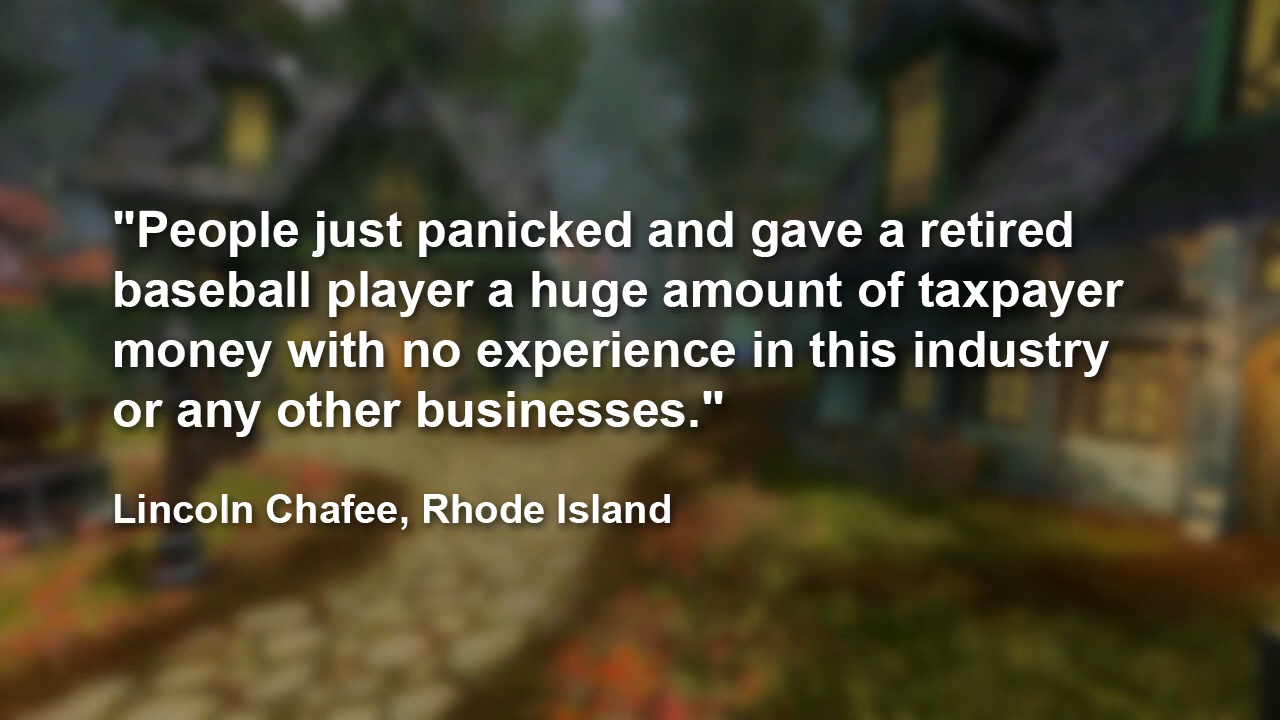 "People just panicked and gave a retired
baseball player a huge amount of taxpayer
money with no experience in this industry
or any other businesses."
Lincoln Chafee, Rhode Island